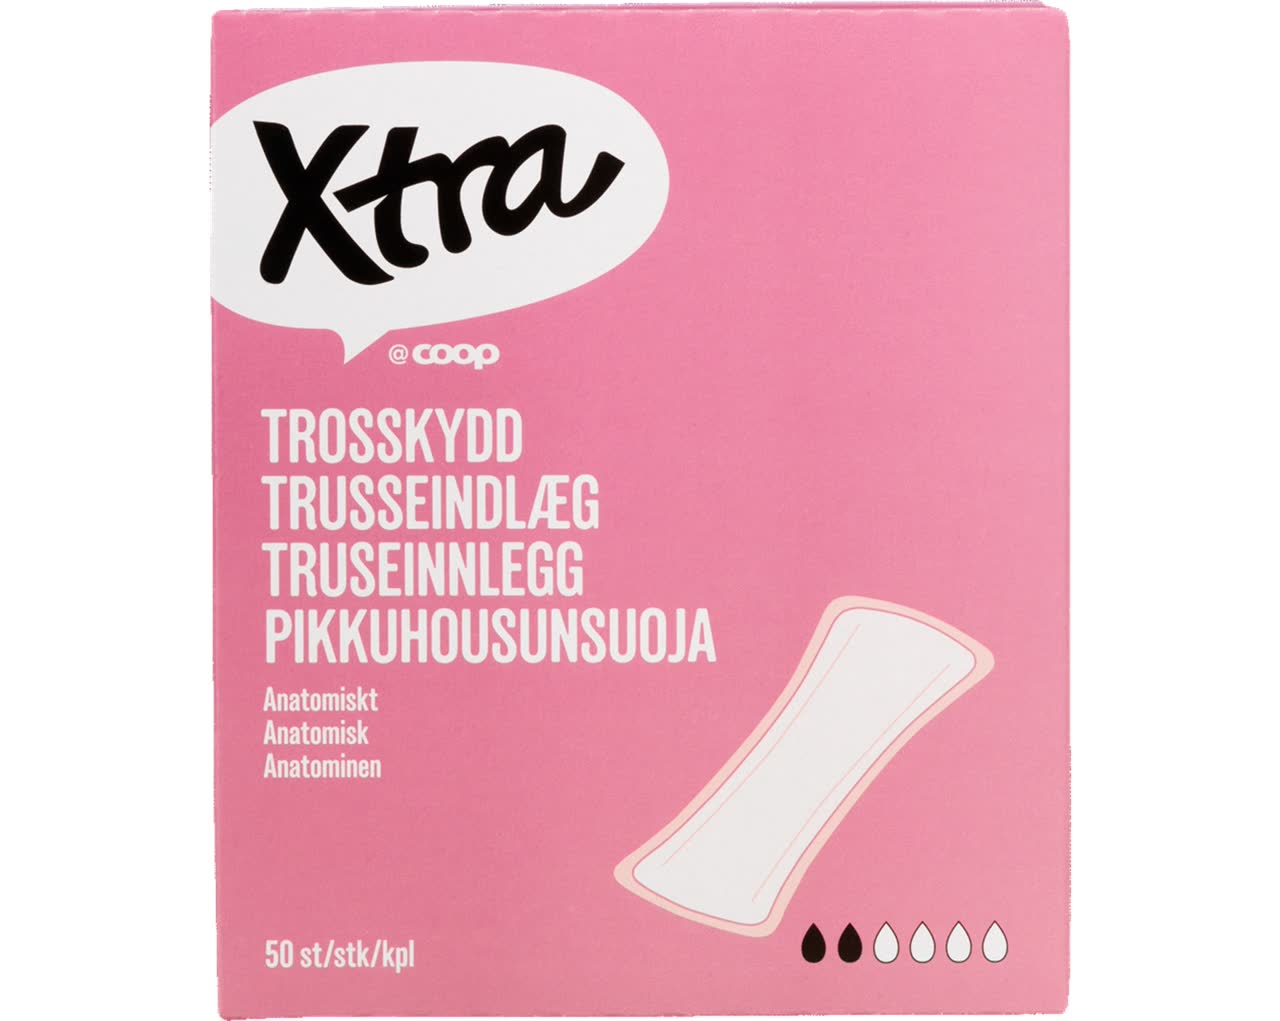 Xtra
@coop
TROSSKYDD
TRUSSEINDLÆG
TRUSEINNLEGG
PIKKUHOUSUNSUOJA
Anatomiskt
Anatomisk
Anatominen
50 st/stk/kpl